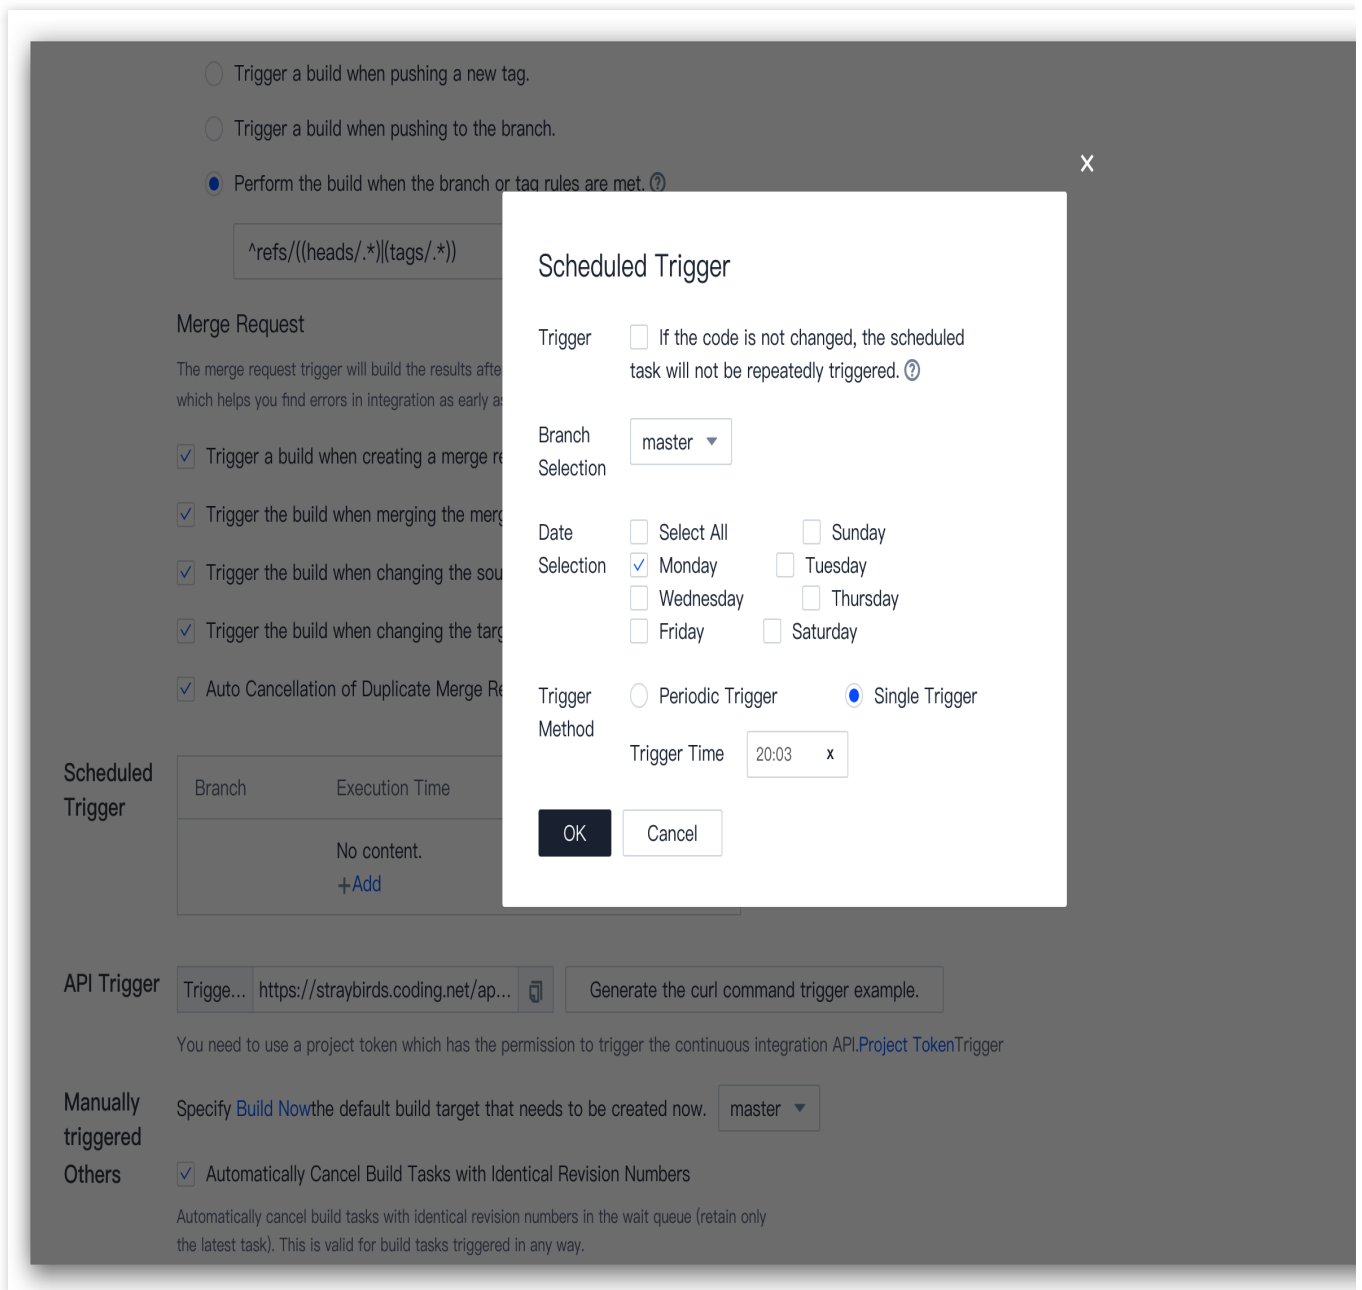 Trigger a build when pushing a new tag.
Trigger a build when pushing to the branch.
x
Perform the build when the branch or tag rules are met.
^refs/((heads/.*)|(tags/.*))
Scheduled Trigger
Trigger
If the code is not changed, the scheduled
task will not be repeatedly triggered.
Branch
Selection
master
Date
Selection
Select All
Sunday
Monday
Tuesday
Wednesday
Thursday
Friday
Saturday
Trigger
Method
Periodic Trigger
Single Trigger
Trigger Time
20:03
x
OK
Cancel
Merge Request
The merge request trigger will build the results afte
which helps you find errors in integration as early a
Trigger a build when creating a merge re
Trigger the build when merging the merg
Trigger the build when changing the sou
Trigger the build when changing the targ
Auto Cancellation of Duplicate Merge Re
Scheduled
Trigger
Branch
Execution Time
No content.
+Add
API Trigger
Trigge...
https://straybirds.coding.net/ap...
Generate the curl command trigger example.
You need to use a project token which has the permission to trigger the continuous integration API.Project TokenTrigger
Manually
triggered
Specify Build Nowthe default build target that needs to be created now.
master
Others
Automatically Cancel Build Tasks with Identical Revision Numbers
Automatically cancel build tasks with identical revision numbers in the wait queue (retain only
the latest task). This is valid for build tasks triggered in any way.